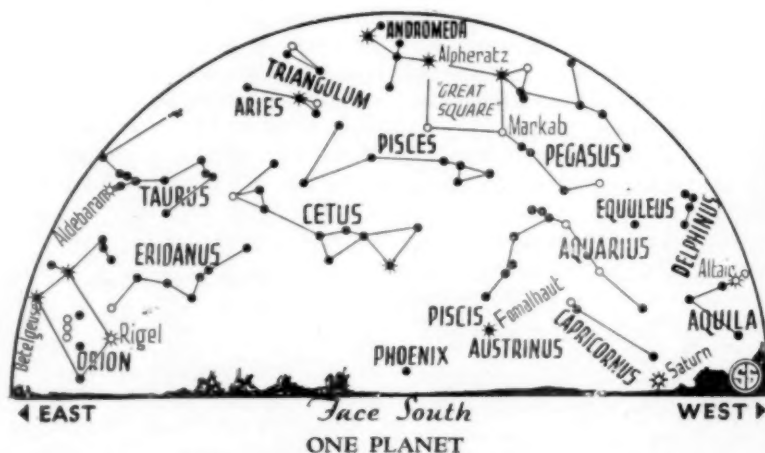 ANDROMEDA
Alpheratz
TRIANGULUM
ARIES
"GREAT
SQUARE"
Markab
PISCES
PEGASUS
Aldebaran
TAURUS
CETUS
EQUULEUS
DELPHINUS
ERIDANUS
AQUARIUS
Altair
Betelgeuse
Rigel
ORION
PISCIS
AUSTRINUS
Fomalhaut
CAPRICORNUS
AQUILA
PHOENIX
Saturn
SS
EAST
Face South
WEST
ONE PLANET